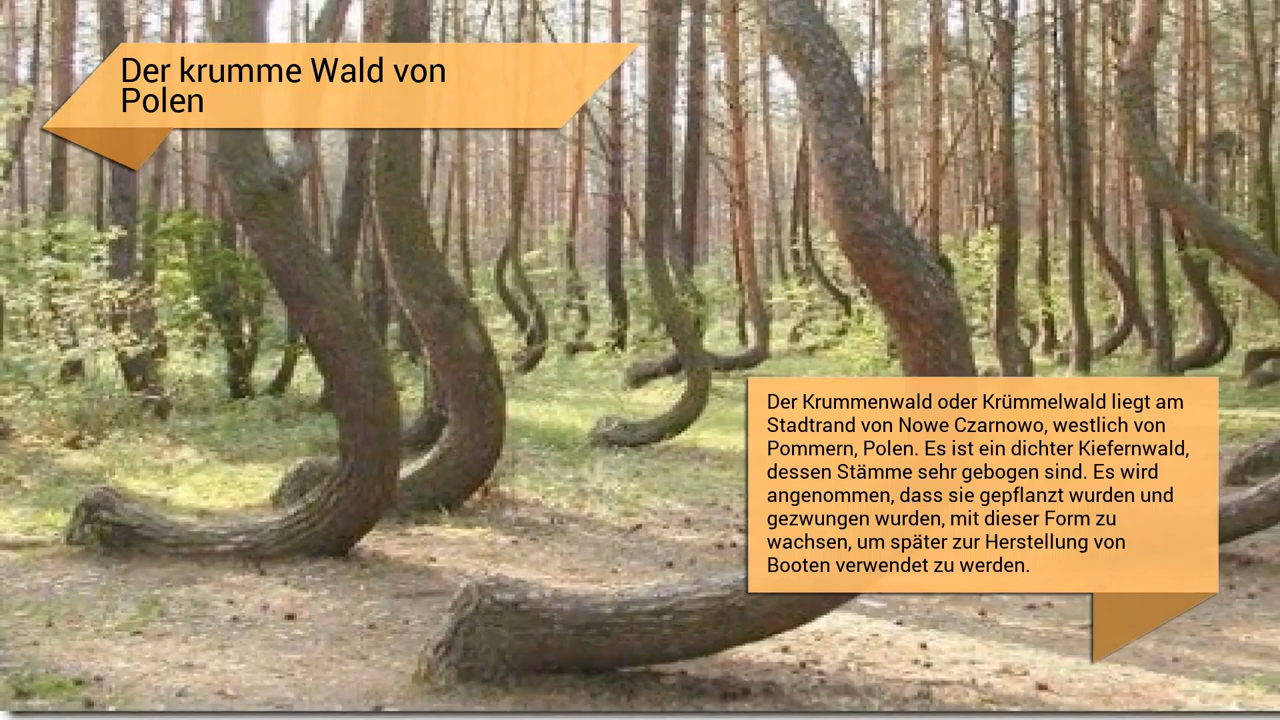 Der krumme Wald von
Polen
Der Krummenwald oder Krümmelwald liegt am
Stadtrand von Nowe Czarnowo, westlich von
Pommern, Polen. Es ist ein dichter Kiefernwald,
dessen Stämme sehr gebogen sind. Es wird
angenommen, dass sie gepflanzt wurden und
gezwungen wurden, mit dieser Form zu
wachsen, um später zur Herstellung von
Booten verwendet zu werden.